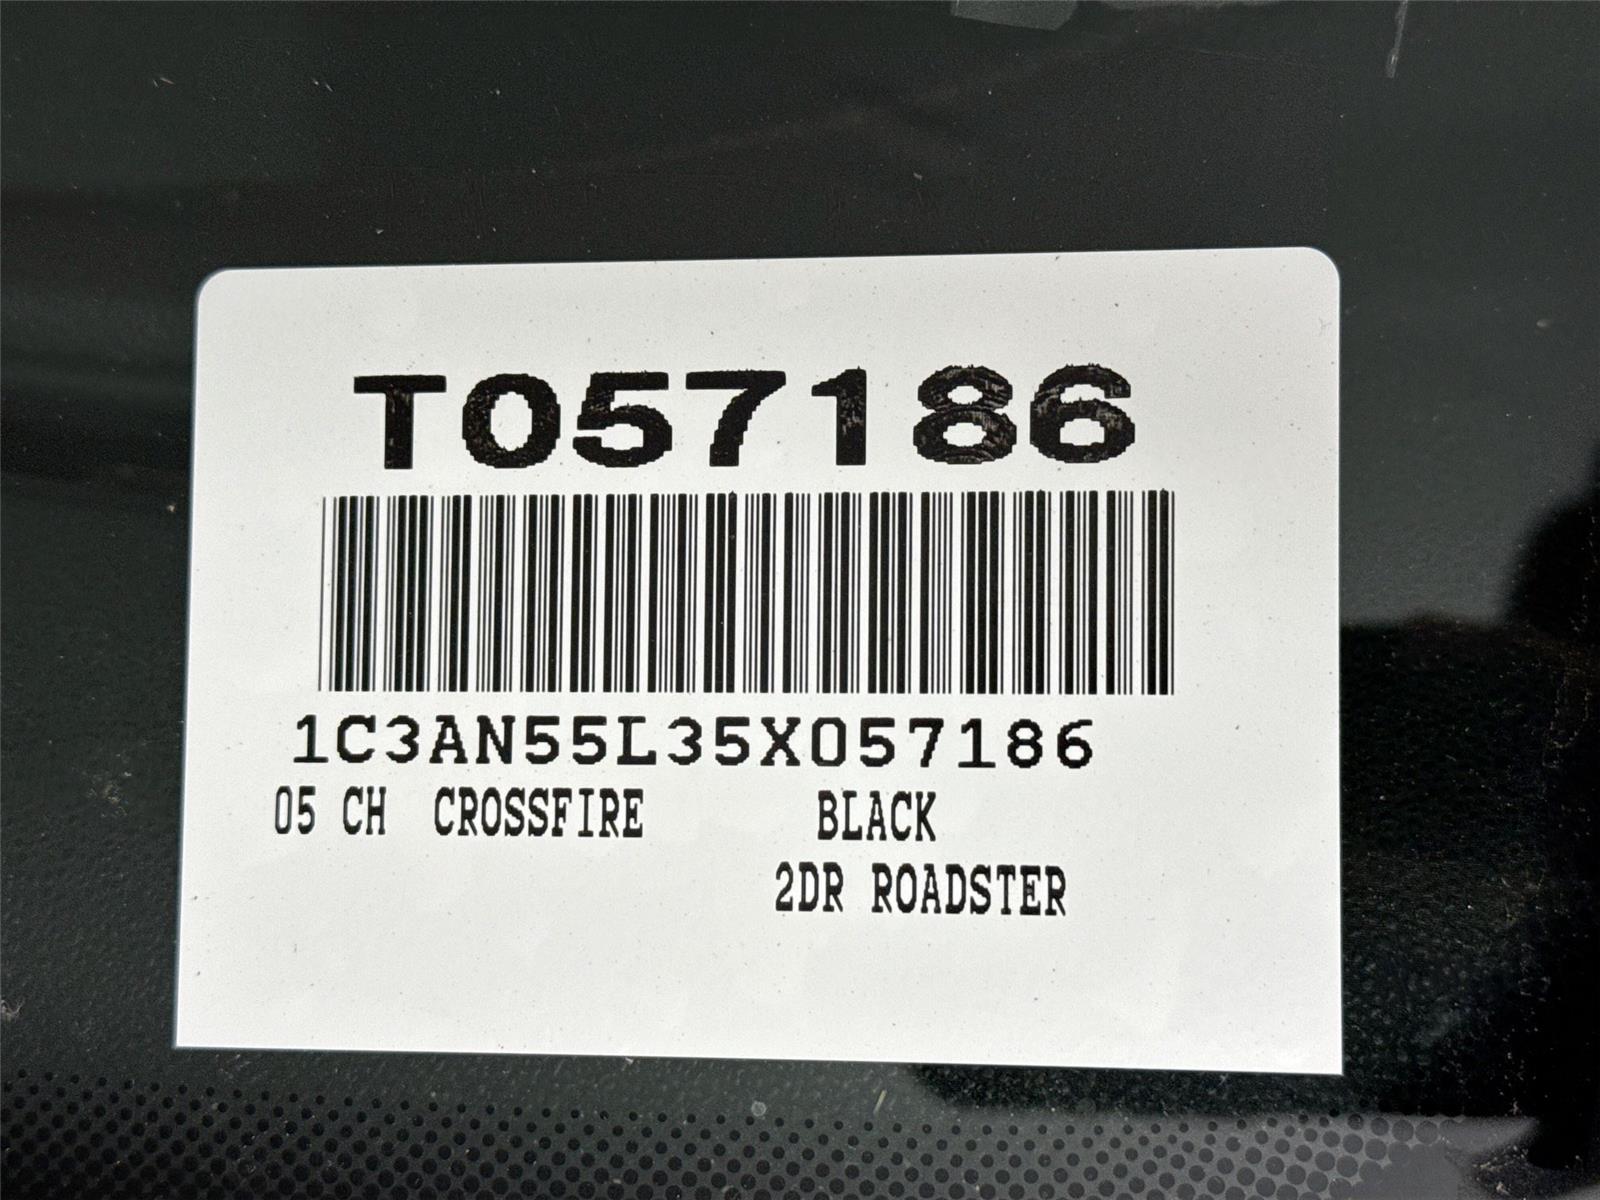 T057186
1C3AN55L35X057186
05 CH CROSSFIRE BLACK
2DR ROADSTER